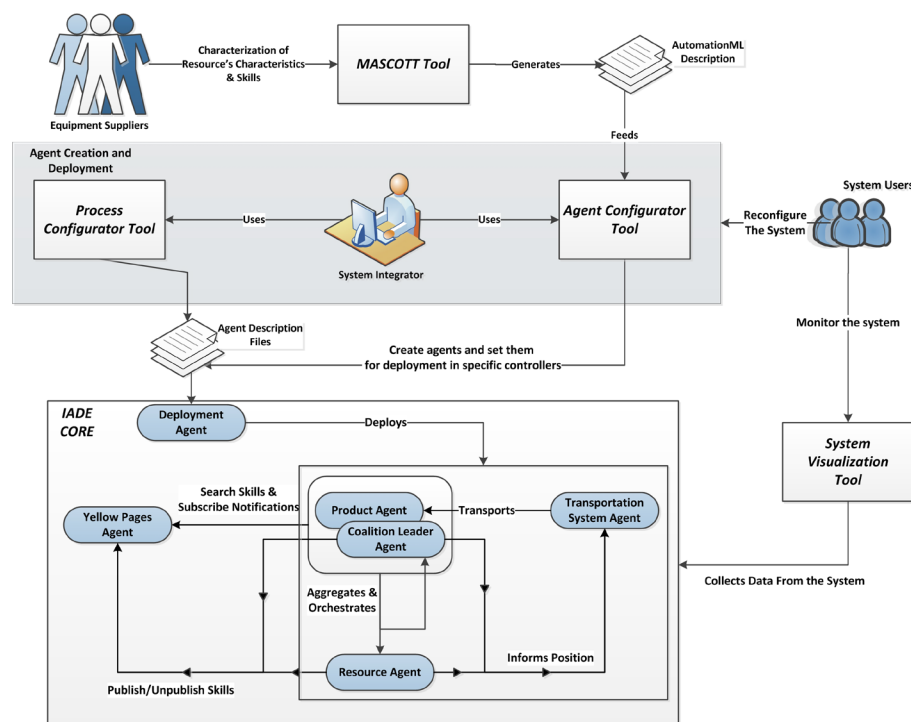 Characterization of
Resource's Characteristics
& Skills
MASCOTT Tool
Generates
AutomationML
Description
Equipment Suppliers
Feeds
Agent Creation and
Deployment
Process
Configurator Tool
Uses
Uses
Agent Configurator
Tool
System Integrator
System Users
Reconfigure
The System
Monitor the system
Agent Description
Files
Create agents and set them
for deployment in specific controllers
IADE
CORE
Deployment
Agent
Deploys
System
Visualization
Tool
Search Skills &
Subscribe Notifications
Yellow Pages
Agent
Product Agent
Coalition Leader
Agent
Transports
Transportation
System Agent
Collects Data From the System
Aggregates &
Orchestrates
Resource Agent
Informs Position
Publish/Unpublish Skills